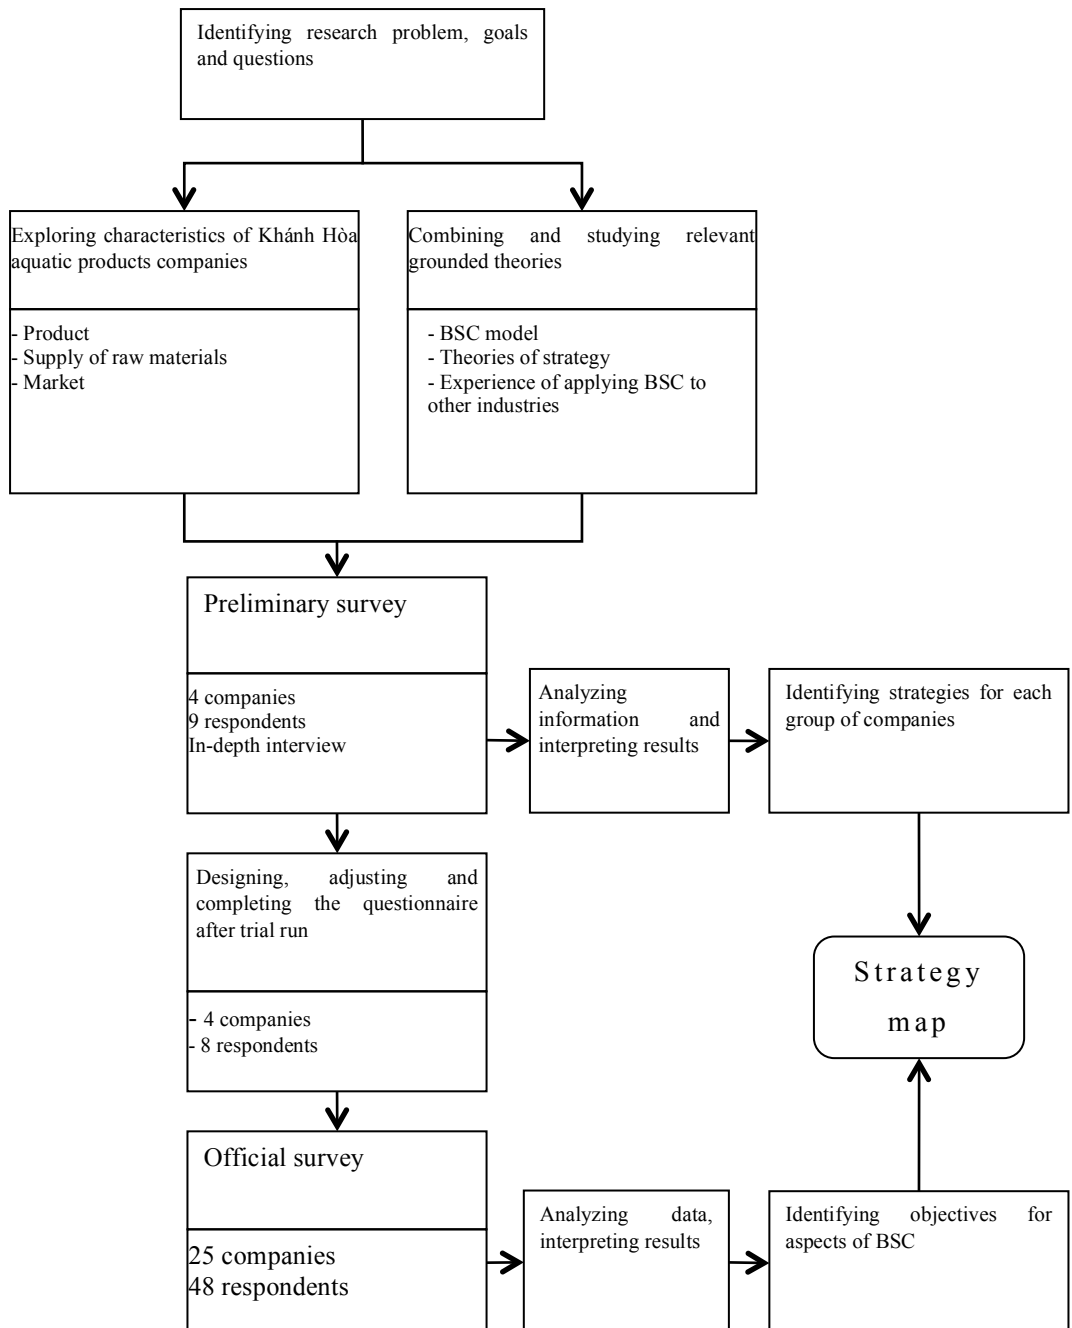 Identifying research problem, goals
and questions
Exploring characteristics of Khánh Hòa
aquatic products companies
- Product
- Supply of raw materials
- Market
Combining and studying relevant
grounded theories
- BSC model
- Theories of strategy
- Experience of applying BSC to
other industries
Preliminary survey
4 companies
9 respondents
In-depth interview
Analyzing
information and
interpreting results
Identifying strategies for each
group of companies
Designing, adjusting and
completing the questionnaire
after trial run
- 4 companies
- 8 respondents
Strategy
map
Official survey
25 companies
48 respondents
Analyzing data,
interpreting results
Identifying objectives for
aspects of BSC